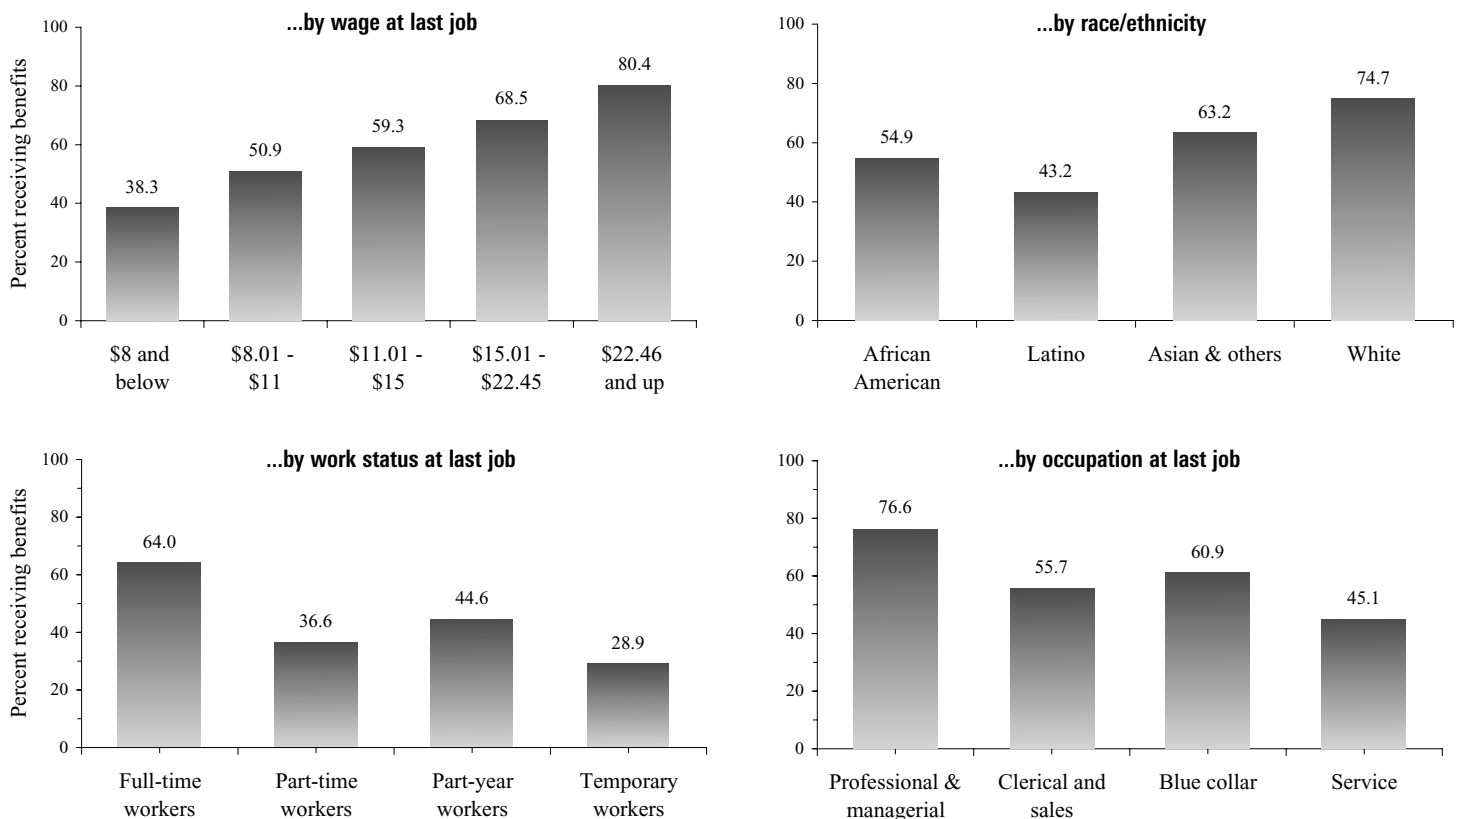 ...by wage at last job
Percent receiving benefits
100
80
60
40
20
0
38.3
50.9
59.3
68.5
80.4
$8 and
below
$8.01 -
$11
$11.01 -
$15
$15.01 -
$22.45
$22.46
and up
...by race/ethnicity
100
80
60
40
20
0
54.9
43.2
63.2
74.7
African
American
Latino
Asian & others
White
...by work status at last job
Percent receiving benefits
100
80
60
40
20
0
64.0
36.6
44.6
28.9
Full-time
workers
Part-time
workers
Part-year
workers
Temporary
workers
...by occupation at last job
100
80
60
40
20
0
76.6
55.7
60.9
45.1
Professional &
managerial
Clerical and
sales
Blue collar
Service